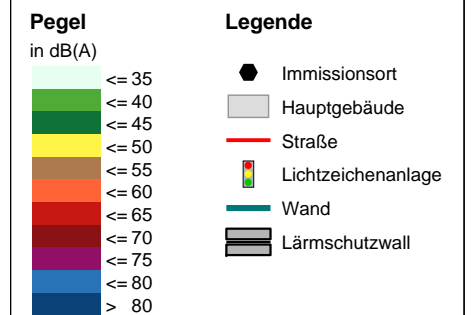 Pegel
in dB(A)
<= 35
<= 40
<= 45
<= 50
<= 55
<= 60
<= 65
<= 70
<= 75
<= 80
> 80
Legende
Immissionsort
Hauptgebäude
Straße
Lichtzeichenanlage
Wand
Lärmschutzwall